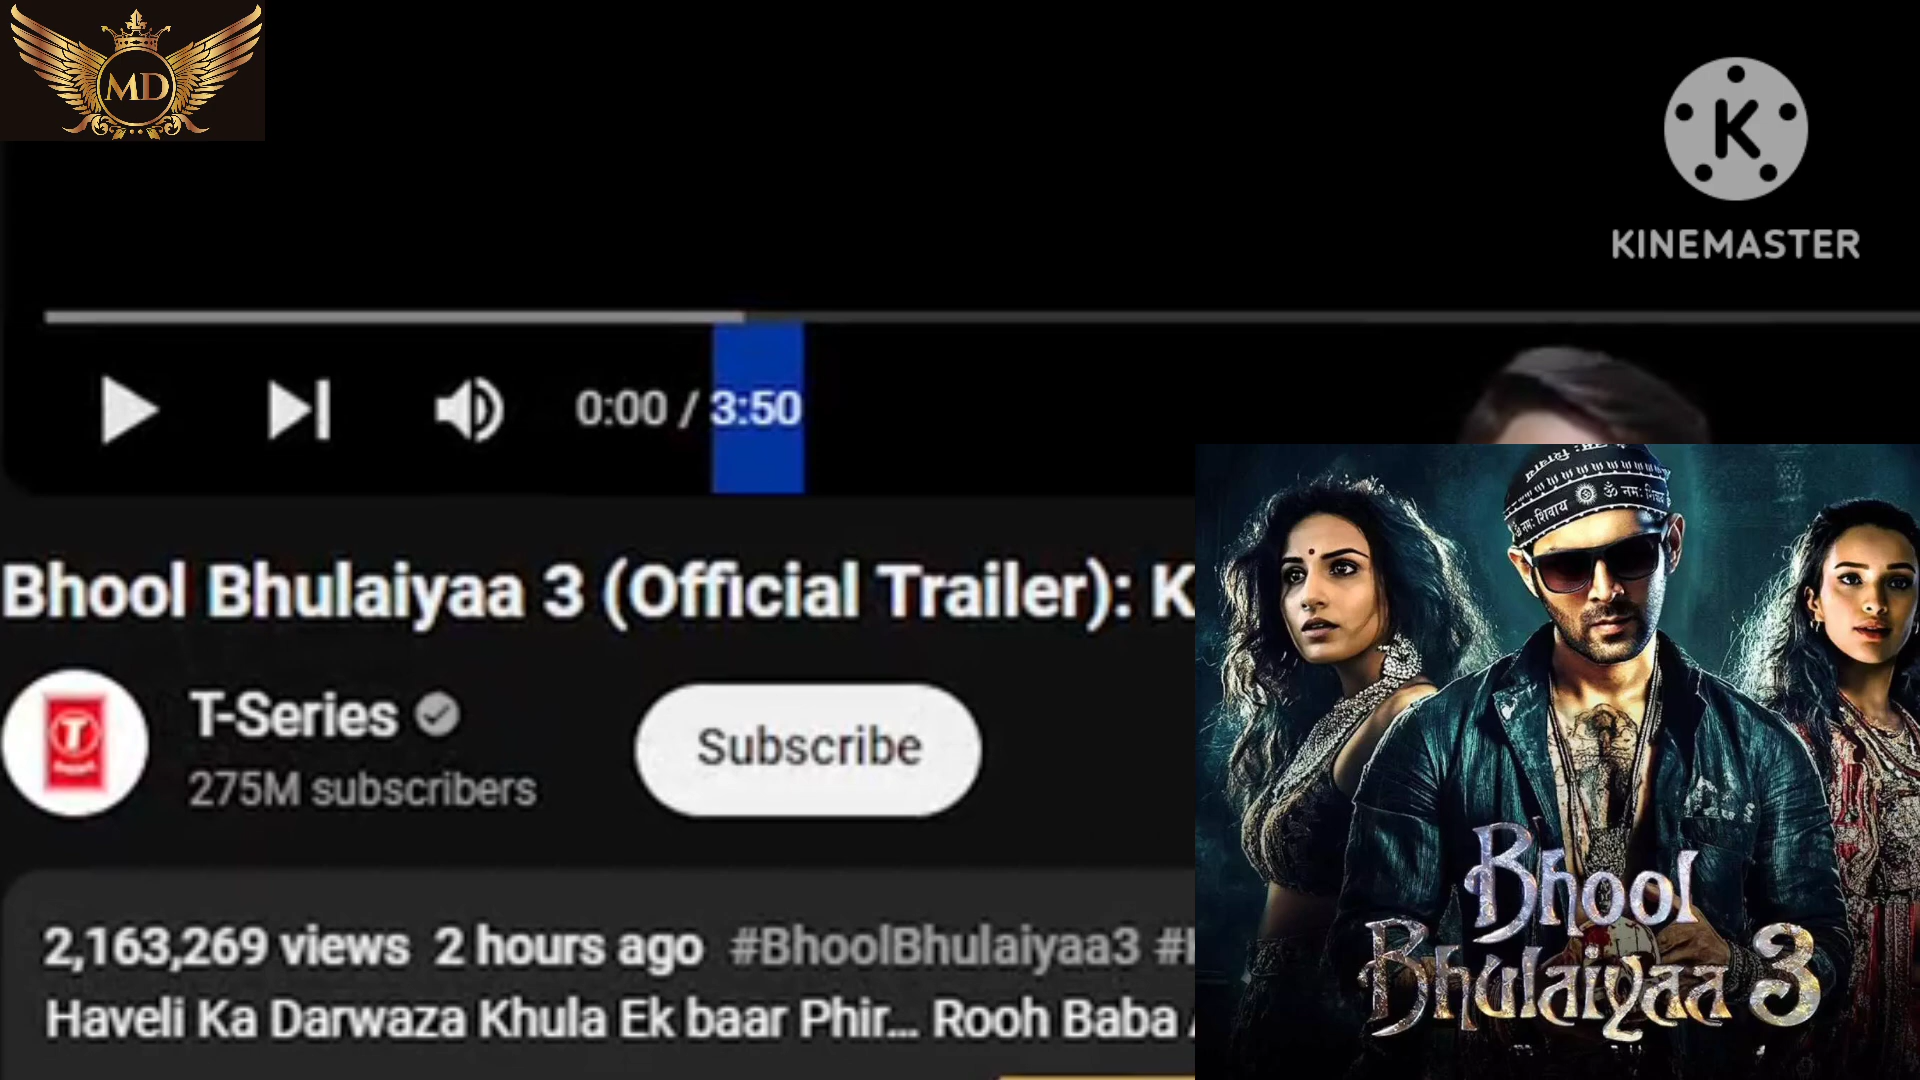 MD
K
KINEMASTER
0:00 / 3:50
Bhool Bhulaiyaa 3 (Official Trailer): K
T-Series
275M subscribers
Subscribe
2,163,269 views 2 hours ago #BhoolBhulaiyaa3
Haveli Ka Darwaza Khula Ek baar Phir... Rooh Baba
ॐ नमः शिवाय
Bhool
Bhulaiyaa 3